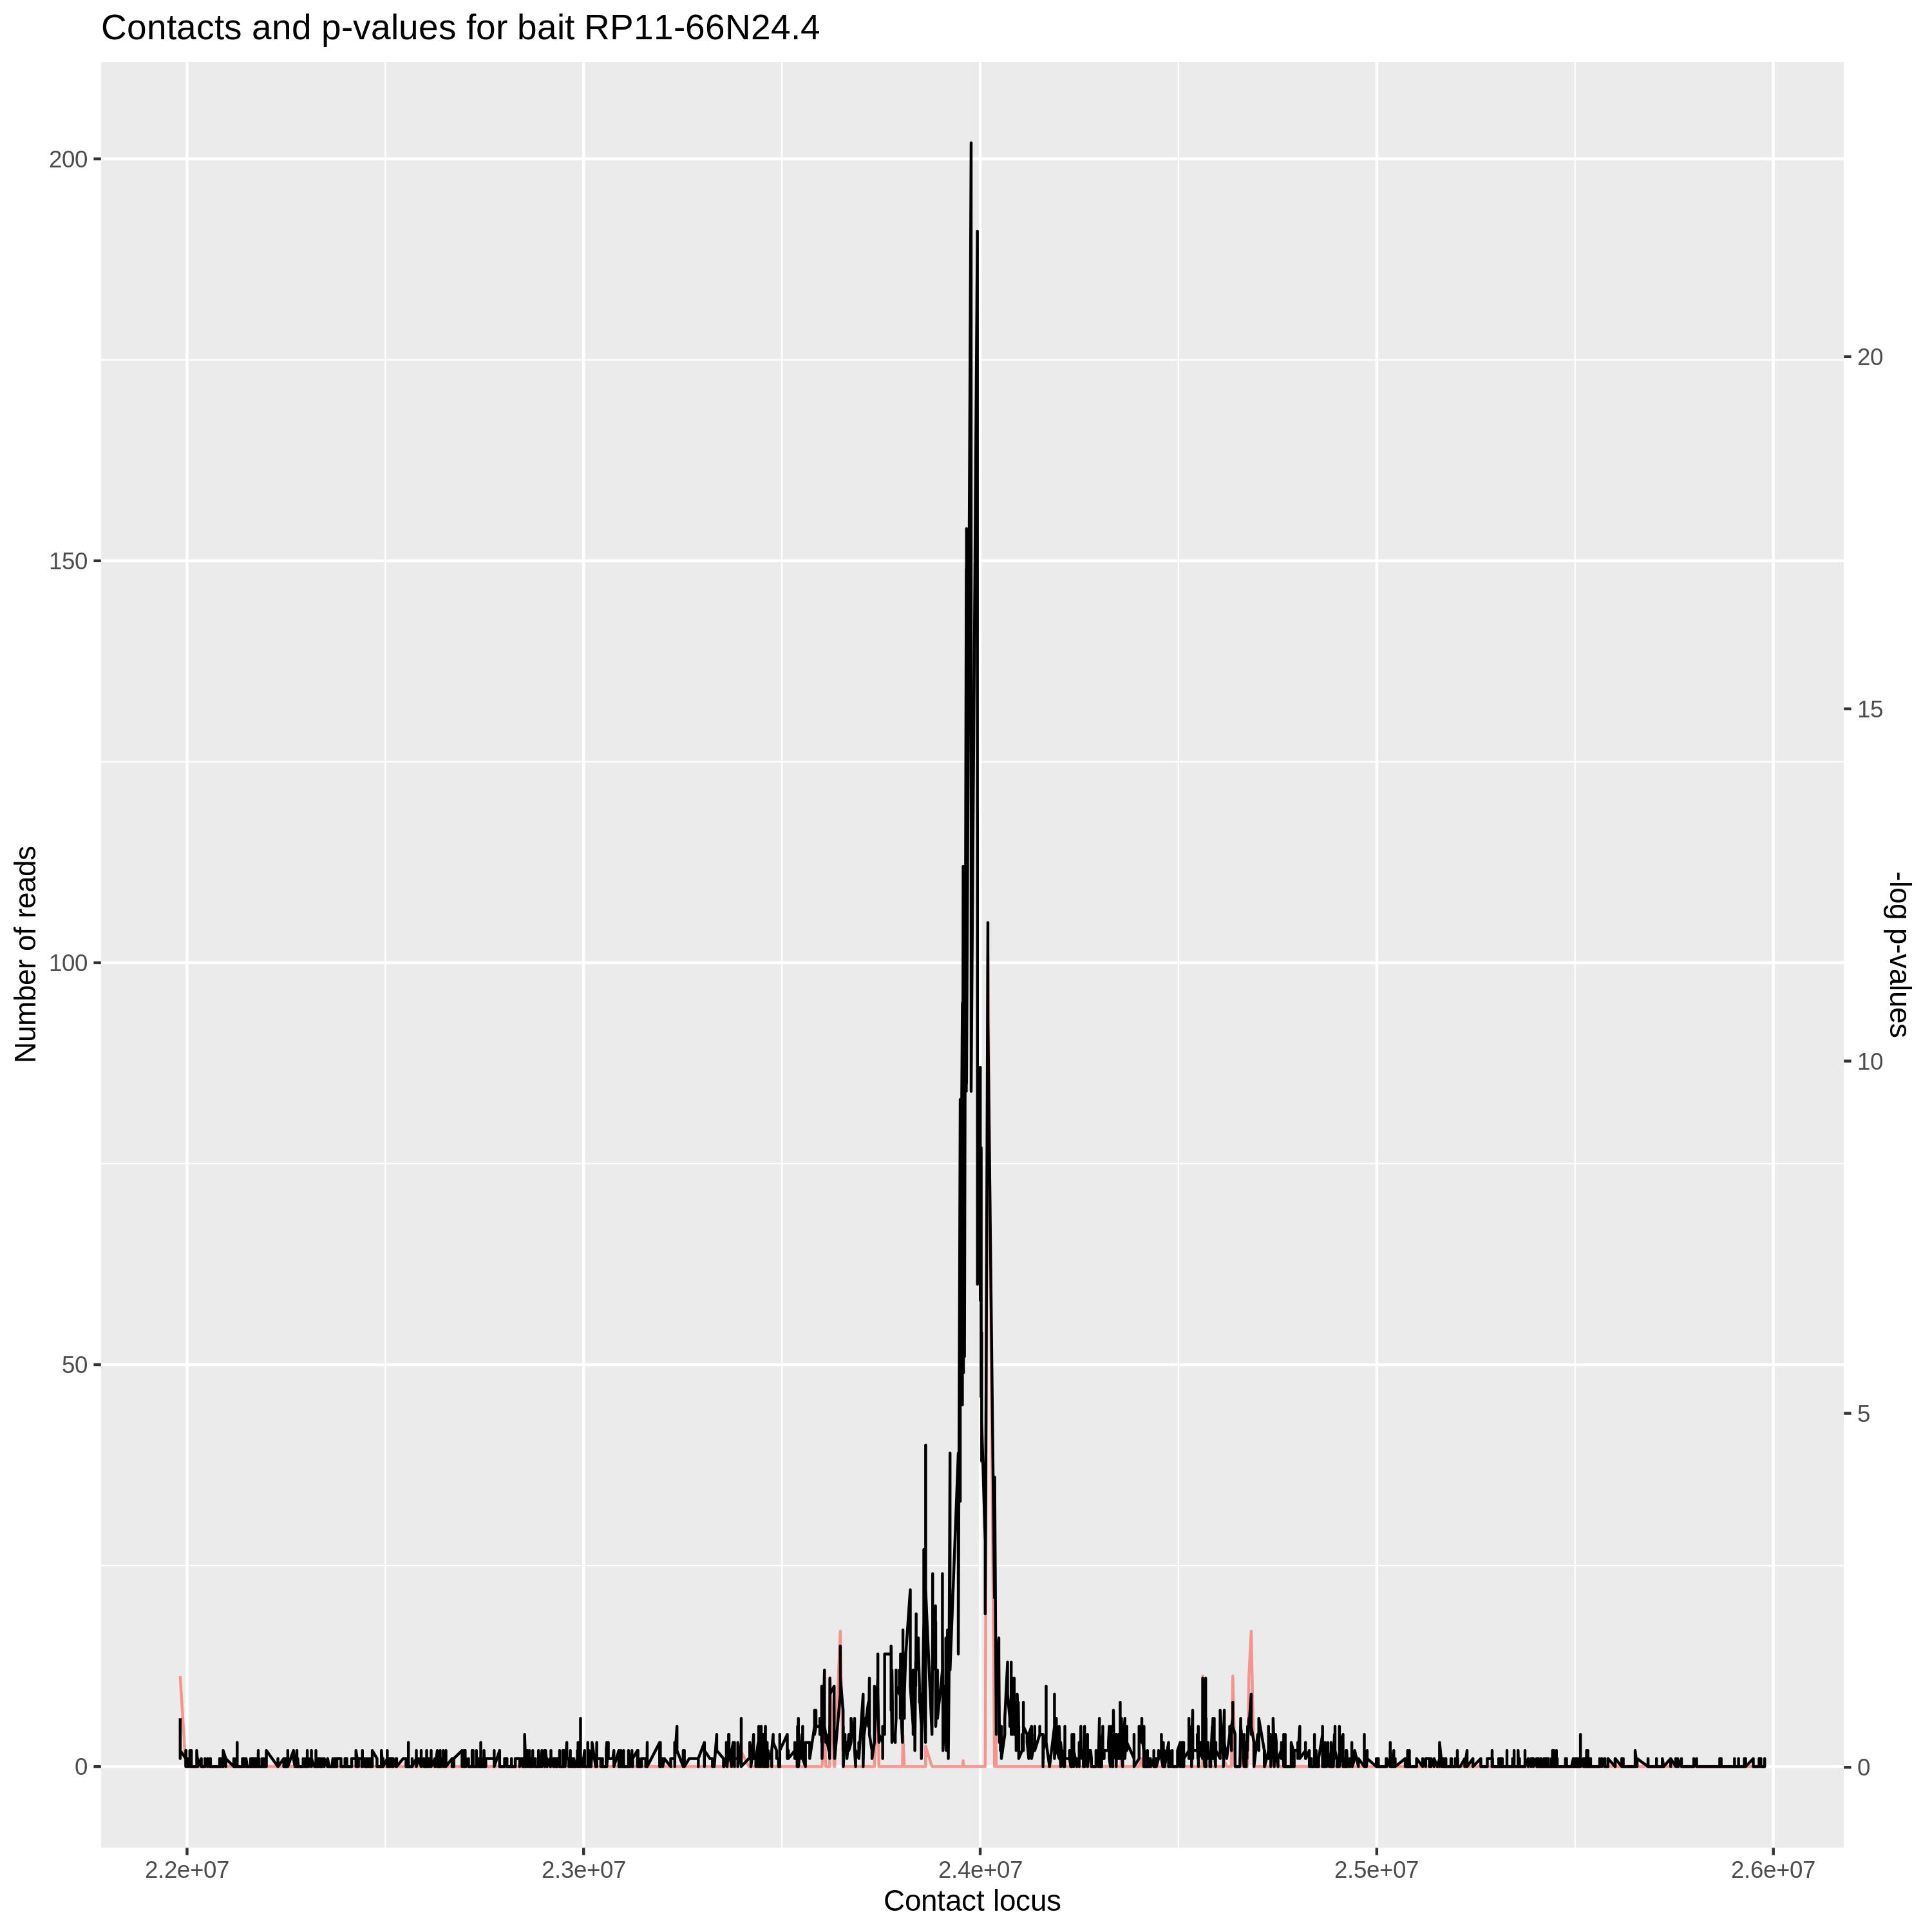 Contacts and p-values for bait RP11-66N24.4
200
150
100
50
0
Number of reads
20
15
10
5
0
-log p-values
2.2e+07
2.3e+07
2.4e+07
2.5e+07
2.6e+07
Contact locus